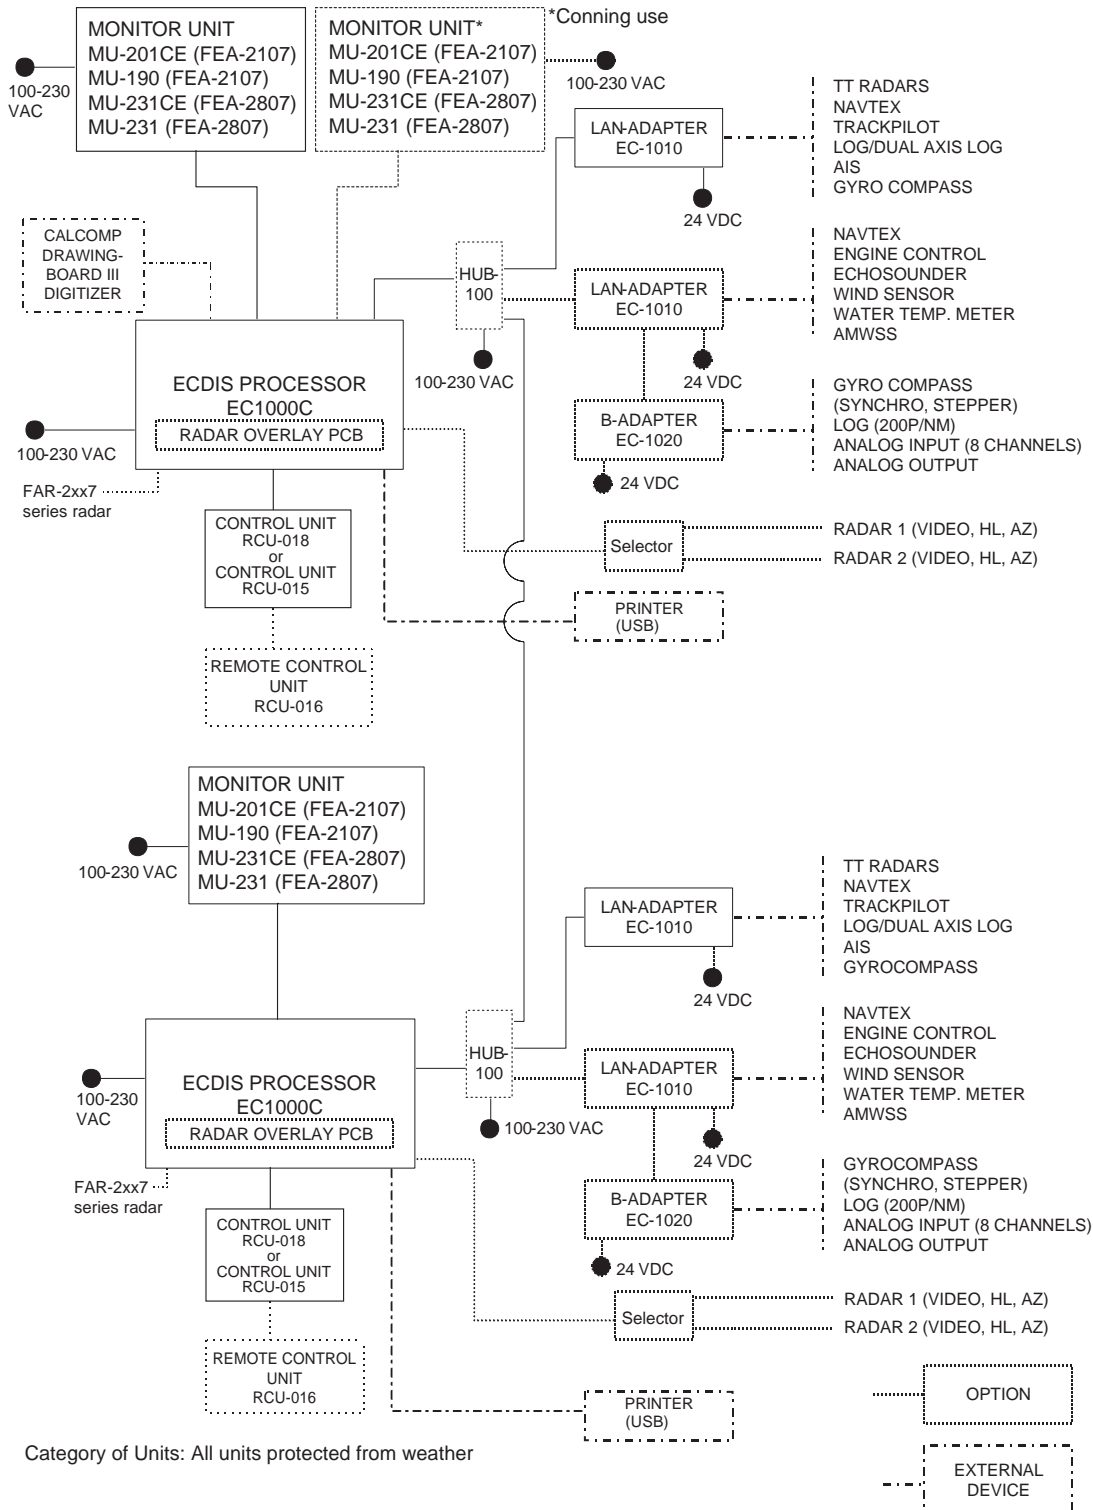 *Conning use
MONITOR UNIT
MU-201CE (FEA-2107)
MU-190 (FEA-2107)
MU-231CE (FEA-2807)
MU-231 (FEA-2807)
100-230
VAC
MONITOR UNIT*
MU-201CE (FEA-2107)
MU-190 (FEA-2107)
MU-231CE (FEA-2807)
MU-231 (FEA-2807)
100-230 VAC
LAN-ADAPTER
EC-1010
24 VDC
TT RADARS
NAVTEX
TRACKPILOT
LOG/DUAL AXIS LOG
AIS
GYRO COMPASS
CALCOMP
DRAWING-
BOARD III
DIGITIZER
HUB-
100
100-230 VAC
LAN-ADAPTER
EC-1010
24 VDC
NAVTEX
ENGINE CONTROL
ECHOSOUNDER
WIND SENSOR
WATER TEMP. METER
AMWSS
ECDIS PROCESSOR
EC1000C
RADAR OVERLAY PCB
100-230 VAC
B-ADAPTER
EC-1020
24 VDC
GYRO COMPASS
(SYNCHRO, STEPPER)
LOG (200P/NM)
ANALOG INPUT (8 CHANNELS)
ANALOG OUTPUT
FAR-2xx7
series radar
CONTROL UNIT
RCU-018
or
CONTROL UNIT
RCU-015
Selector
RADAR 1 (VIDEO, HL, AZ)
RADAR 2 (VIDEO, HL, AZ)
PRINTER
(USB)
REMOTE CONTROL
UNIT
RCU-016
MONITOR UNIT
MU-201CE (FEA-2107)
MU-190 (FEA-2107)
MU-231CE (FEA-2807)
MU-231 (FEA-2807)
100-230 VAC
LAN-ADAPTER
EC-1010
24 VDC
TT RADARS
NAVTEX
TRACKPILOT
LOG/DUAL AXIS LOG
AIS
GYROCOMPASS
HUB-
100
100-230 VAC
LAN-ADAPTER
EC-1010
24 VDC
NAVTEX
ENGINE CONTROL
ECHOSOUNDER
WIND SENSOR
WATER TEMP. METER
AMWSS
ECDIS PROCESSOR
EC1000C
RADAR OVERLAY PCB
100-230
VAC
B-ADAPTER
EC-1020
24 VDC
GYROCOMPASS
(SYNCHRO, STEPPER)
LOG (200P/NM)
ANALOG INPUT (8 CHANNELS)
ANALOG OUTPUT
FAR-2xx7
series radar
CONTROL UNIT
RCU-018
or
CONTROL UNIT
RCU-015
Selector
RADAR 1 (VIDEO, HL, AZ)
RADAR 2 (VIDEO, HL, AZ)
REMOTE CONTROL
UNIT
RCU-016
PRINTER
(USB)
OPTION
Category of Units: All units protected from weather
EXTERNAL
DEVICE